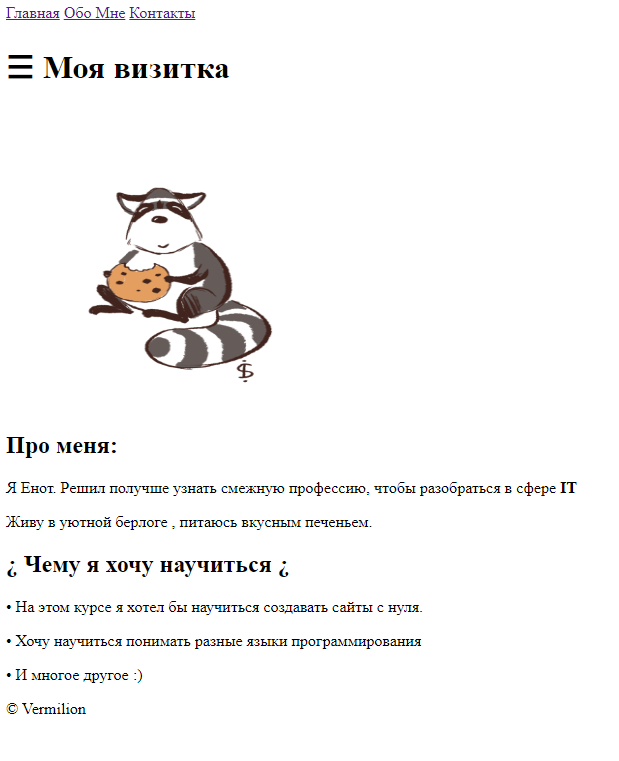 Главная Обо Мне Контакты
☰ Моя визитка
Про меня:
Я Енот. Решил получше узнать смежную профессию, чтобы разобраться в сфере IT
Живу в уютной берлоге , питаюсь вкусным печеньем.
¿ Чему я хочу научиться ¿
• На этом курсе я хотел бы научиться создавать сайты с нуля.
• Хочу научиться понимать разные языки программирования
• И многое другое :)
© Vermilion